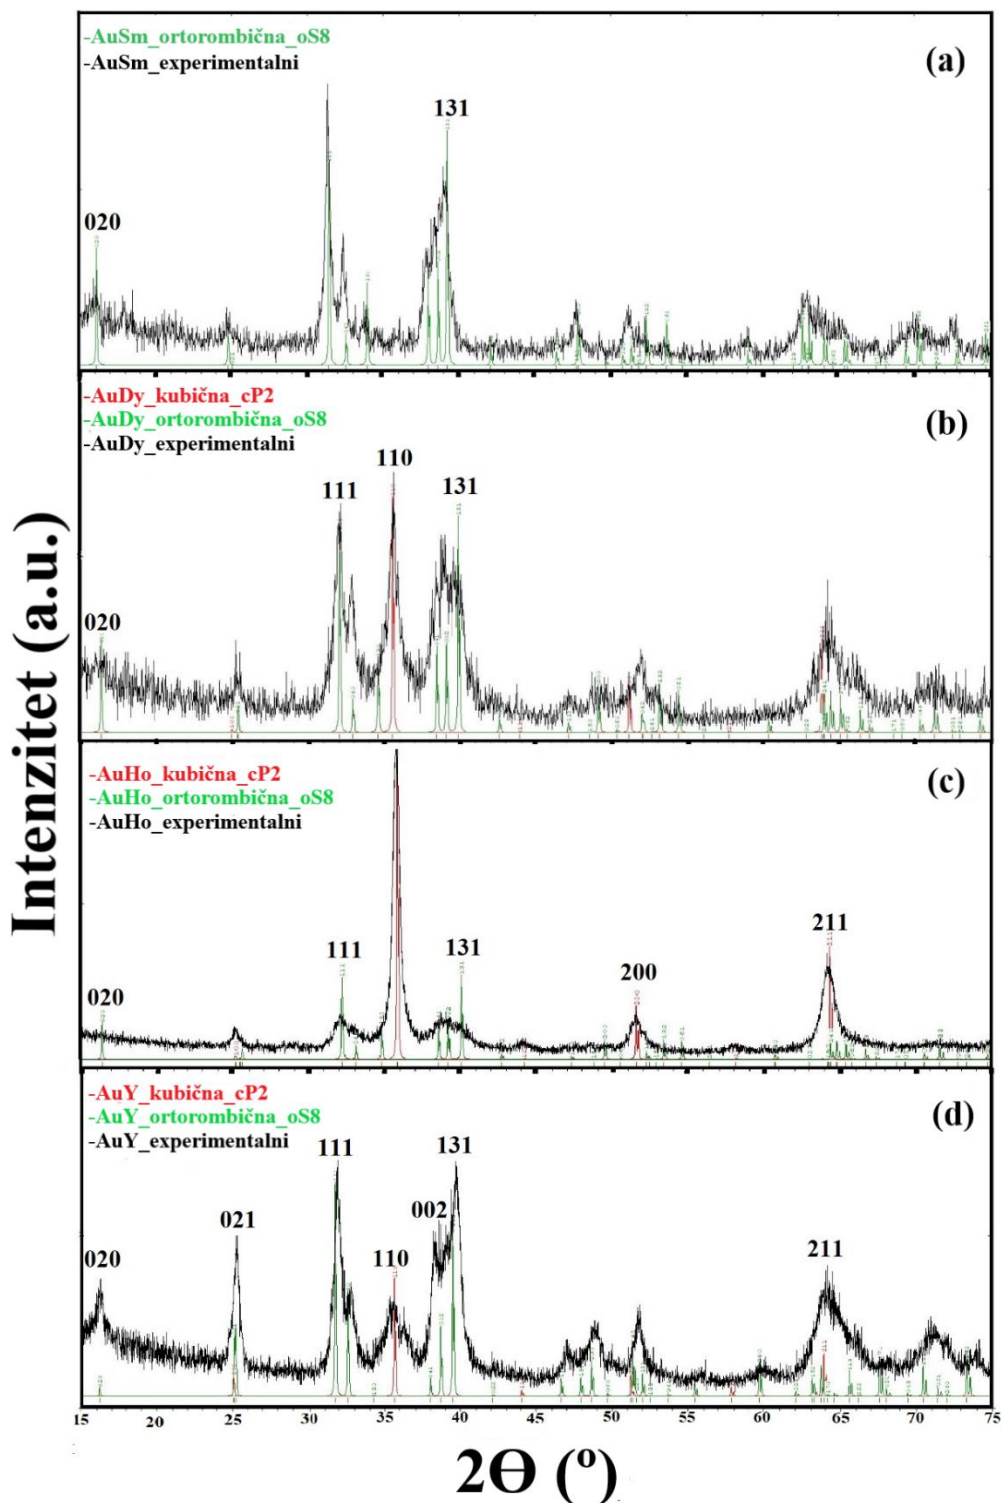 -AuSm_ortorombična_oS8
-AuSm_experimentalni
(a)
131
020
-AuDy_kubična_cP2
-AuDy_ortorombična_oS8
-AuDy_experimentalni
(b)
110
111
131
020
-AuHo_kubična_cP2
-AuHo_ortorombična_oS8
-AuHo_experimentalni
(c)
111
131
211
200
020
-AuY_kubična_cP2
-AuY_ortorombična_oS8
-AuY_experimentalni
(d)
111
131
002
021
110
211
020
15 20 25 30 35 40 45 50 55 60 65 70 75
2Θ (º)
Intenzitet (a.u.)